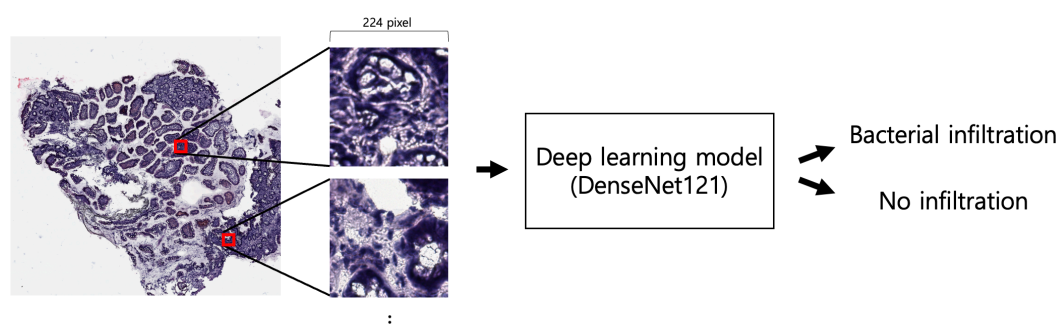 224 pixel
Deep learning model
(DenseNet121)
Bacterial infiltration
No infiltration
: